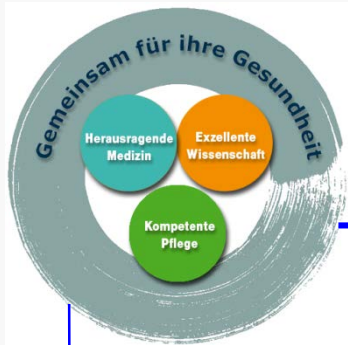 Gemeinsam für ihre Gesundheit
Herausragende
Medizin
Exzellente
Wissenschaft
Kompetente
Pflege